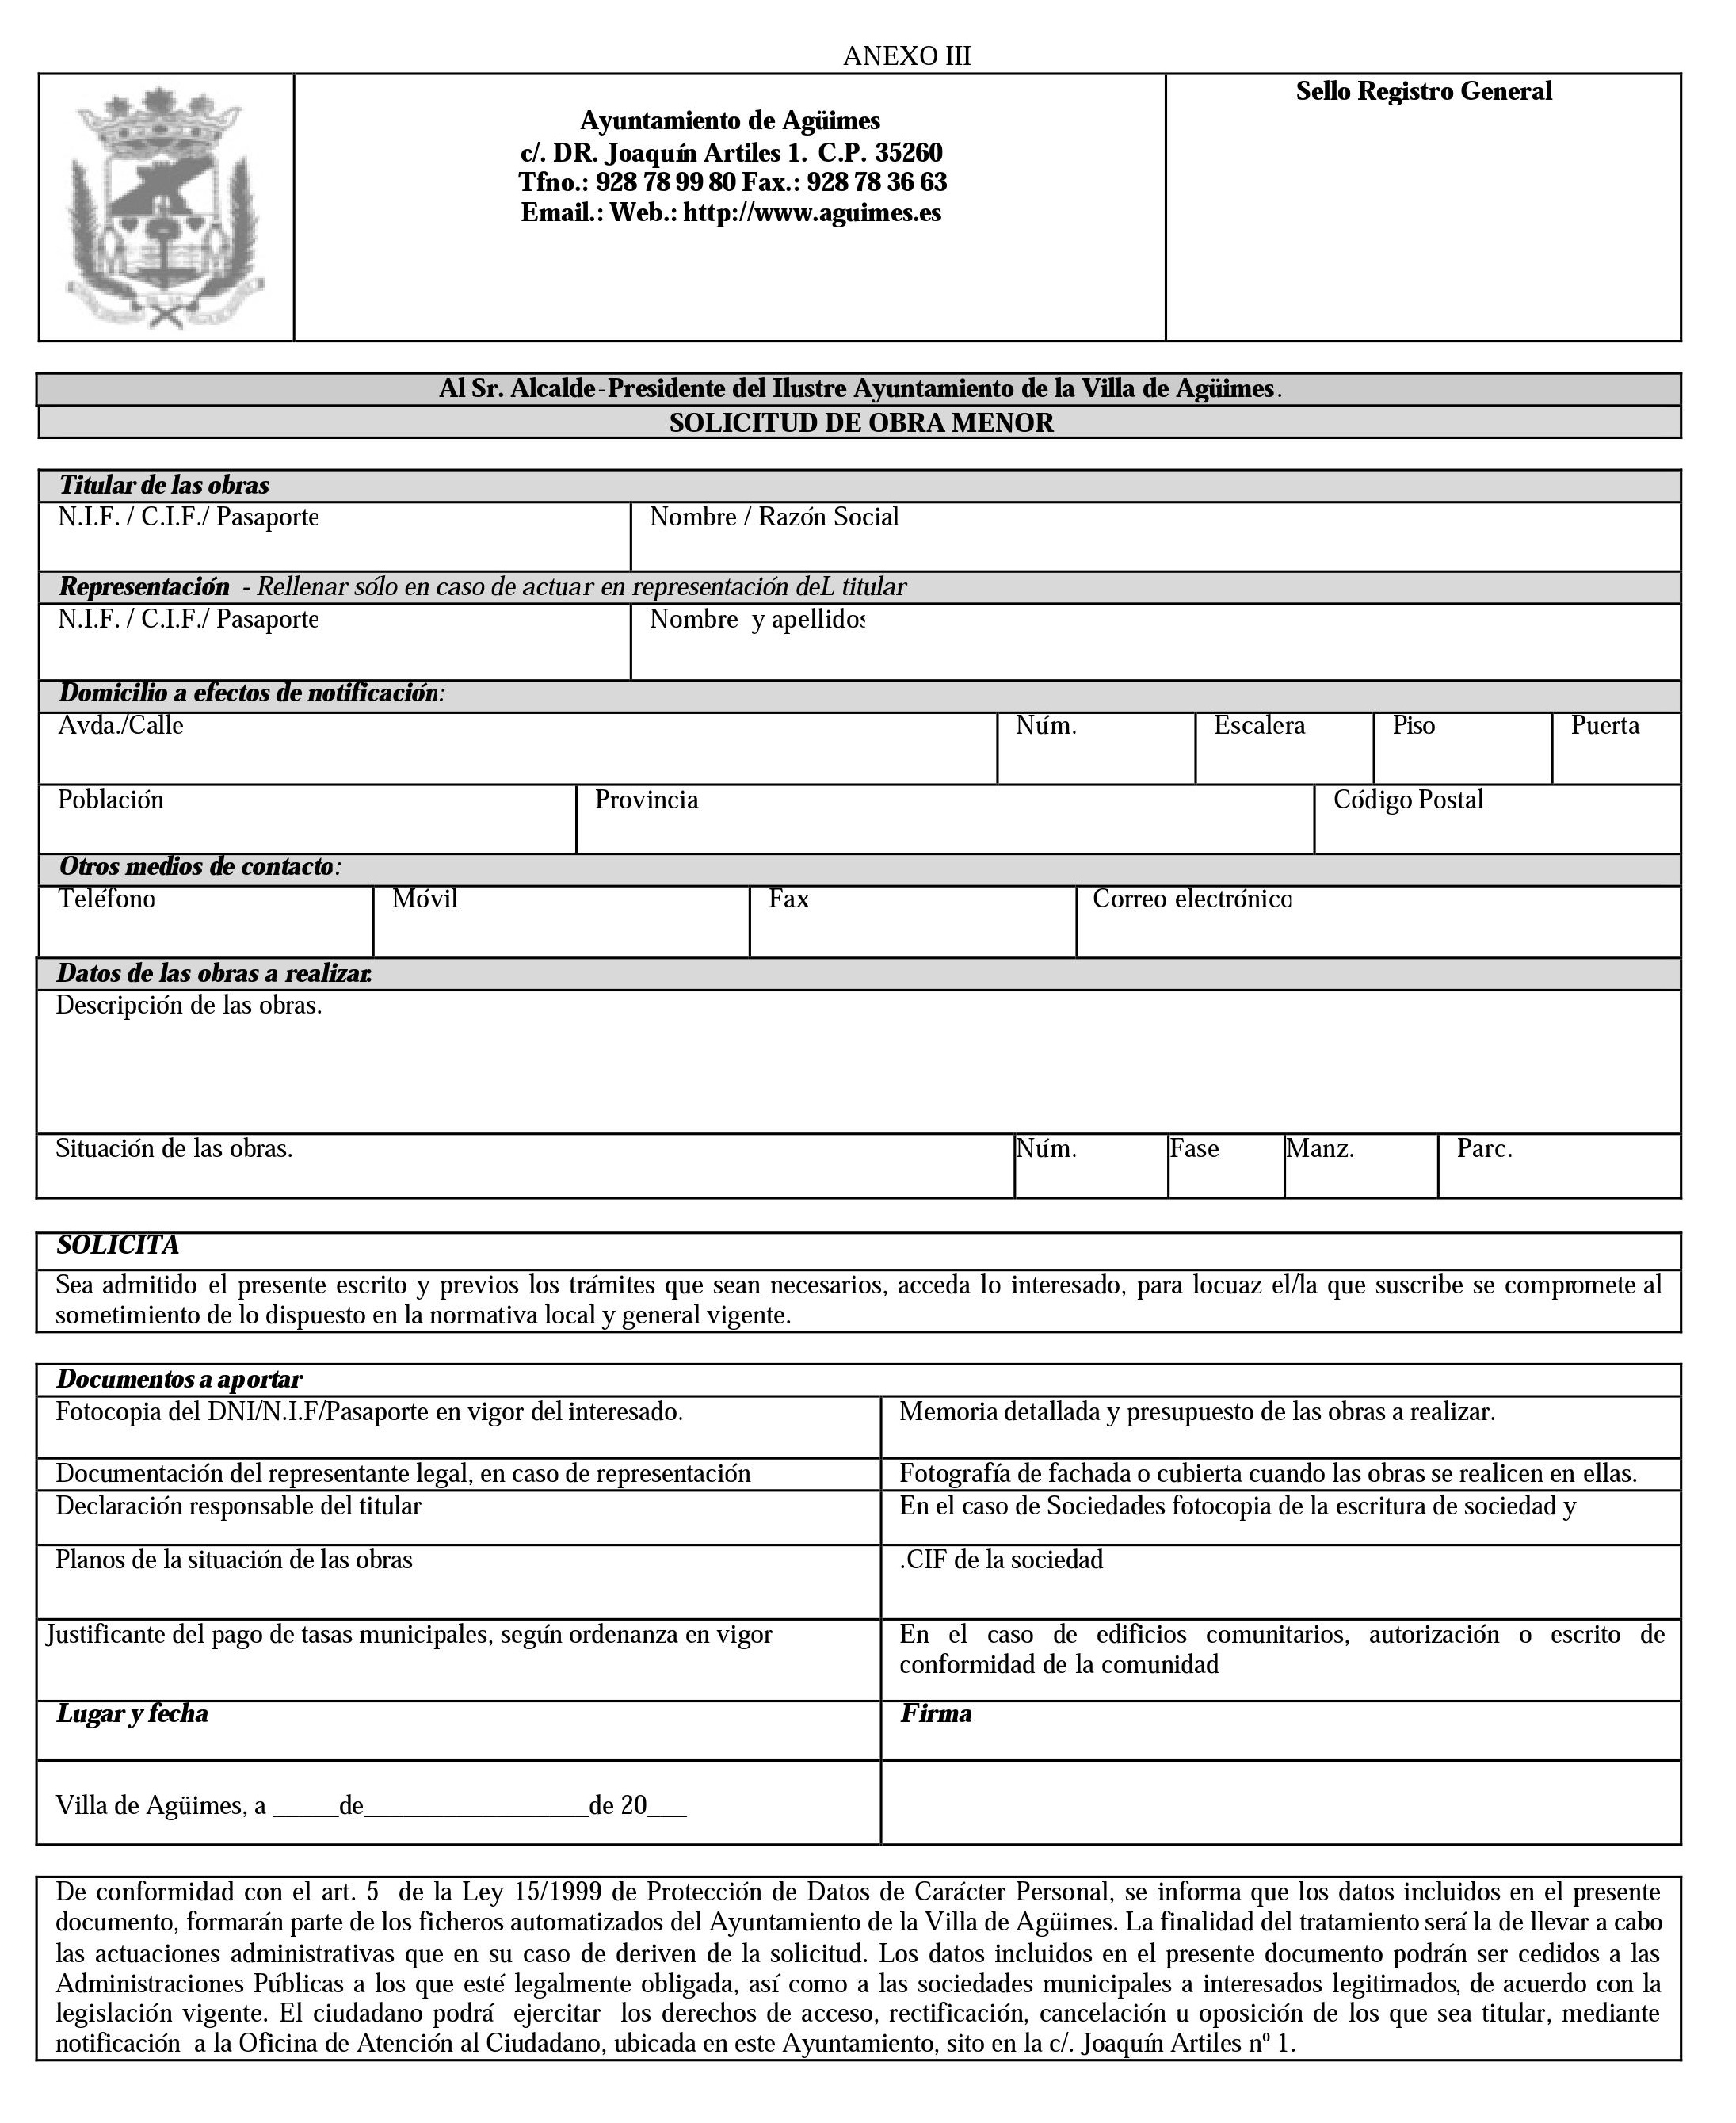 ANEXO III
Ayuntamiento de Agüimes
c/. DR. Joaquín Artiles 1. C.P. 35260
Tfno.: 928 78 99 80 Fax.: 928 78 36 63
Email.: Web.: http://www.aguimes.es
Sello Registro General
Al Sr. Alcalde-Presidente del Ilustre Ayuntamiento de la Villa de Agüimes.
SOLICITUD DE OBRA MENOR
Titular de las obras
N.I.F. / C.I.F./ Pasaporte
Nombre / Razón Social
Representación - Rellenar sólo en caso de actuar en representación deL titular
N.I.F. / C.I.F./ Pasaporte
Nombre y apellidos
Domicilio a efectos de notificación:
Avda./Calle
Núm.
Escalera
Piso
Puerta
Población
Provincia
Código Postal
Otros medios de contacto:
Teléfono
Móvil
Fax
Correo electrónico
Datos de las obras a realizar:
Descripción de las obras.
Situación de las obras.
Núm.
Fase
Manz.
Parc.
SOLICITA
Sea admitido el presente escrito y previos los trámites que sean necesarios, acceda lo interesado, para locuaz el/la que suscribe se compromete al
sometimiento de lo dispuesto en la normativa local y general vigente.
Documentos a aportar
Fotocopia del DNI/N.I.F/Pasaporte en vigor del interesado.
Memoria detallada y presupuesto de las obras a realizar.
Documentación del representante legal, en caso de representación
Fotografía de fachada o cubierta cuando las obras se realicen en ellas.
Declaración responsable del titular
En el caso de Sociedades fotocopia de la escritura de sociedad y
Planos de la situación de las obras
.CIF de la sociedad
Justificante del pago de tasas municipales, según ordenanza en vigor
En el caso de edificios comunitarios, autorización o escrito de
conformidad de la comunidad
Lugar y fecha
Firma
Villa de Agüimes, a _____de_________________de 20___
De conformidad con el art. 5 de la Ley 15/1999 de Protección de Datos de Carácter Personal, se informa que los datos incluidos en el presente
documento, formarán parte de los ficheros automatizados del Ayuntamiento de la Villa de Agüimes. La finalidad del tratamiento será la de llevar a cabo
las actuaciones administrativas que en su caso de deriven de la solicitud. Los datos incluidos en el presente documento podrán ser cedidos a las
Administraciones Públicas a los que esté legalmente obligada, así como a las sociedades municipales a interesados legitimados, de acuerdo con la
legislación vigente. El ciudadano podrá ejercitar los derechos de acceso, rectificación, cancelación u oposición de los que sea titular, mediante
notificación a la Oficina de Atención al Ciudadano, ubicada en este Ayuntamiento, sito en la c/. Joaquín Artiles nº 1.